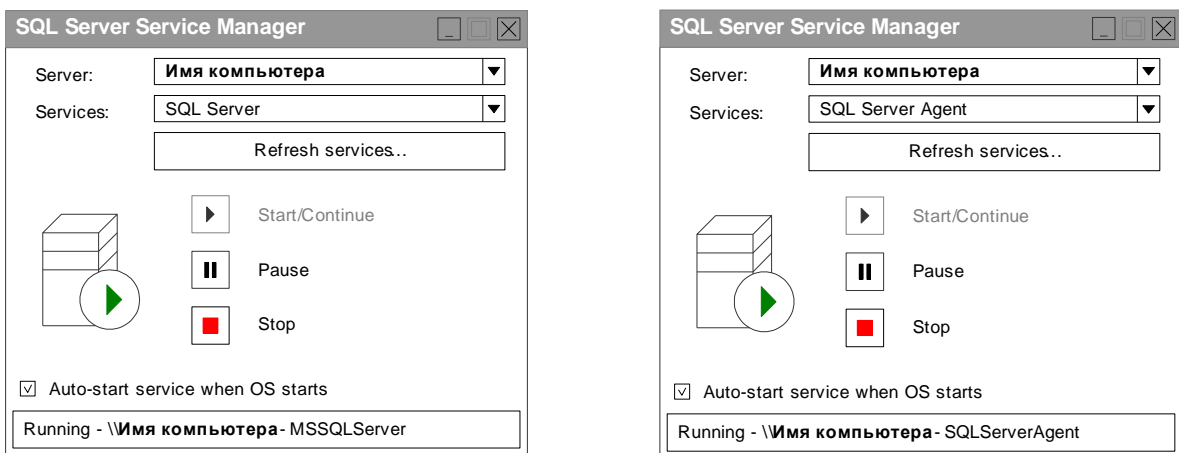 SQL Server Service Manager
Server:
Имя компьютера
Services:
SQL Server
Refresh services...
Start/Continue
Pause
Stop
Auto-start service when OS starts
Running - \\Имя компьютера- MSSQLServer
SQL Server Service Manager
Server:
Имя компьютера
Services:
SQL Server Agent
Refresh services...
Start/Continue
Pause
Stop
Auto-start service when OS starts
Running - \\Имя компьютера- SQLServerAgent